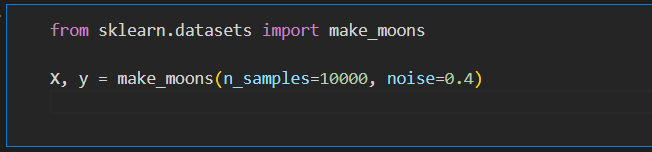 from sklearn.datasets import make_moons
X, y = make_moons(n_samples=10000, noise=0.4)